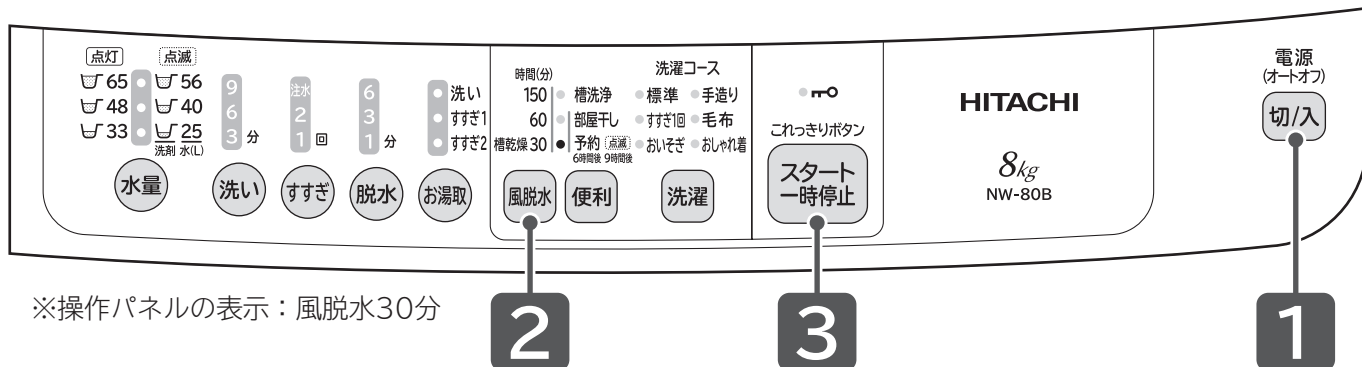 点灯 点滅
65 56
48 40
33 25
洗剤 水(L)
水量
9
6
3 分
洗い
注水
2
1 回
すすぎ
6
3
1 分
脱水
洗い
すすぎ1
すすぎ2
お湯取
時間(分)
150
60
槽乾燥 30
槽洗浄
部屋干し
予約 点滅
6時間後 9時間後
風脱水
便利
洗濯コース
標準 手造り
すすぎ1回 毛布
おいそぎ おしゃれ着
洗濯
これっきりボタン
スタート
一時停止
HITACHI
8kg
NW-80B
電源
(オートオフ)
切/入
※操作パネルの表示：風脱水30分
2
3
1